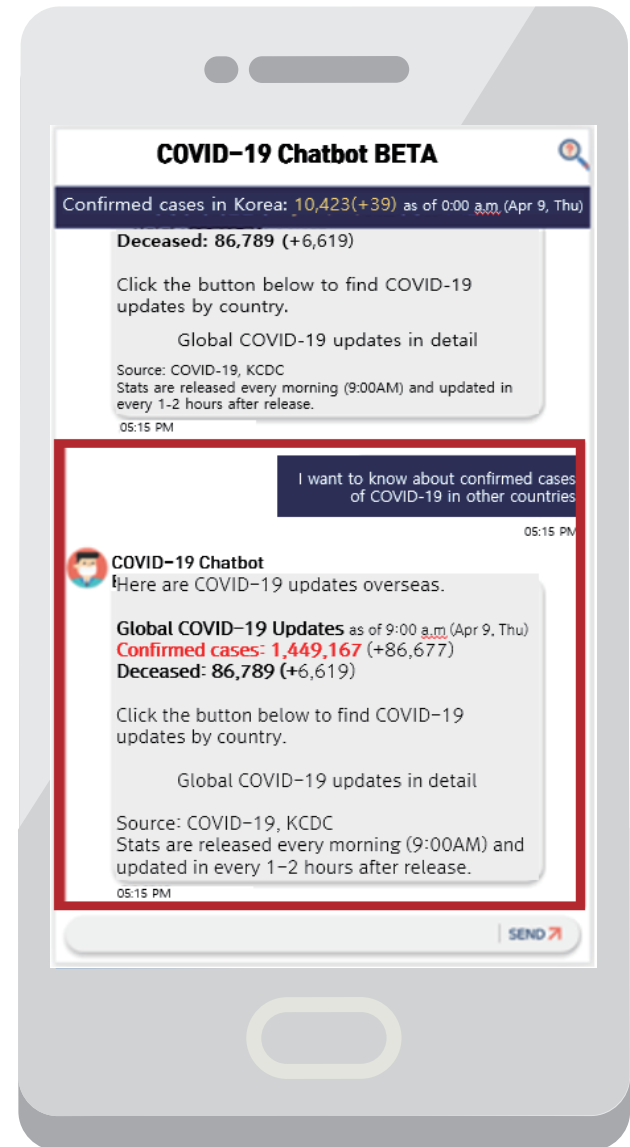 COVID-19 Chatbot BETA
Confirmed cases in Korea: 10,423(+39) as of 0:00 a.m, (Apr 9, Thu)
Deceased: 86,789 (+6,619)
Click the button below to find COVID-19
updates by country.
Global COVID-19 updates in detail
Source: COVID-19, KCDC
Stats are released every morning (9:00AM) and updated in
every 1-2 hours after release.
05:15 PM
I want to know about confirmed cases
of COVID-19 in other countries
05:15 PM
COVID-19 Chatbot
Here are COVID-19 updates overseas.
Global COVID-19 Updates as of 9:00 a.m (Apr 9, Thu)
Confirmed cases: 1,449,167 (+86,677)
Deceased: 86,789 (+6,619)
Click the button below to find COVID-19
updates by country.
Global COVID-19 updates in detail
Source: COVID-19, KCDC
Stats are released every morning (9:00AM) and
updated in every 1-2 hours after release.
05:15 PM
SEND